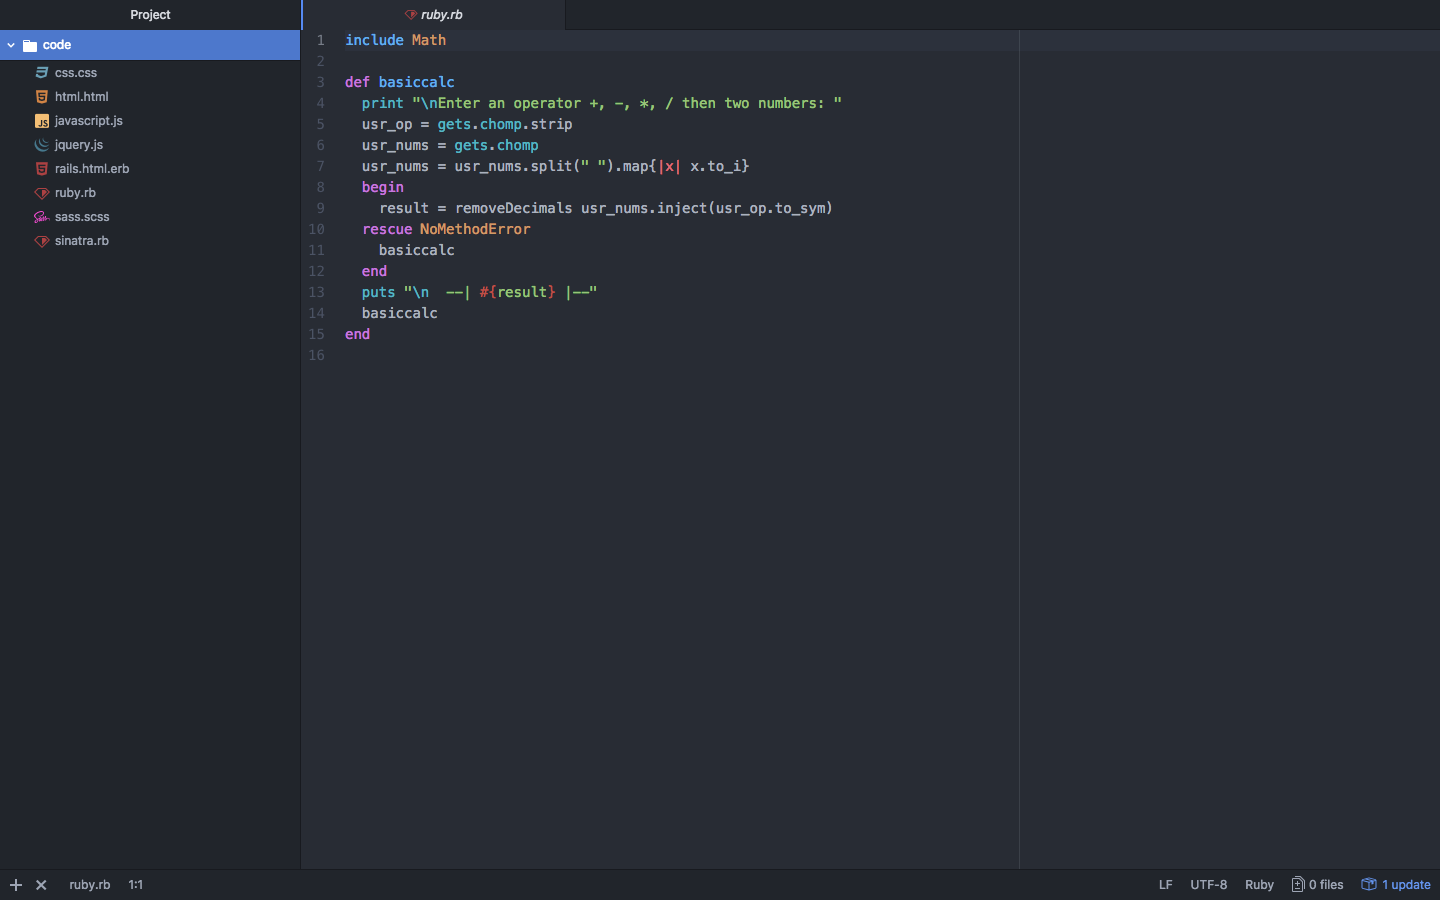 Project
ruby.rb
code
css.css
html.html
javascript.js
jquery.js
rails.html.erb
ruby.rb
sass.scss
sinatra.rb
1 include Math
2
3 def basiccalc
4   print "\nEnter an operator +, -, *, / then two numbers: "
5   usr_op = gets.chomp.strip
6   usr_nums = gets.chomp
7   usr_nums = usr_nums.split(" ").map{|x| x.to_i}
8   begin
9     result = removeDecimals usr_nums.inject(usr_op.to_sym)
10   rescue NoMethodError
11     basiccalc
12   end
13   puts "\n  --| #{result} |--"
14   basiccalc
15 end
16
ruby.rb 1:1 LF UTF-8 Ruby 0 files 1 update